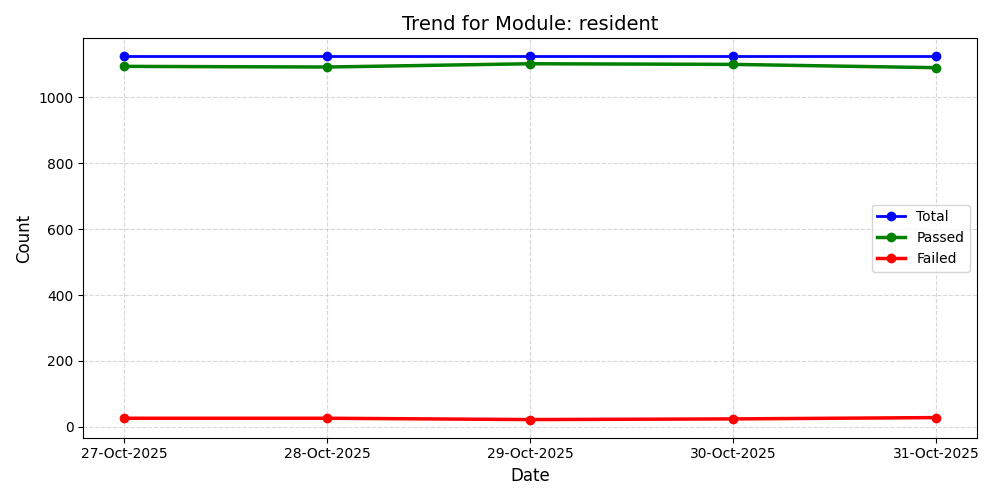 Trend for Module: resident
Count
1000
800
600
400
200
0
Total
Passed
Failed
27-Oct-2025
28-Oct-2025
29-Oct-2025
30-Oct-2025
31-Oct-2025
Date